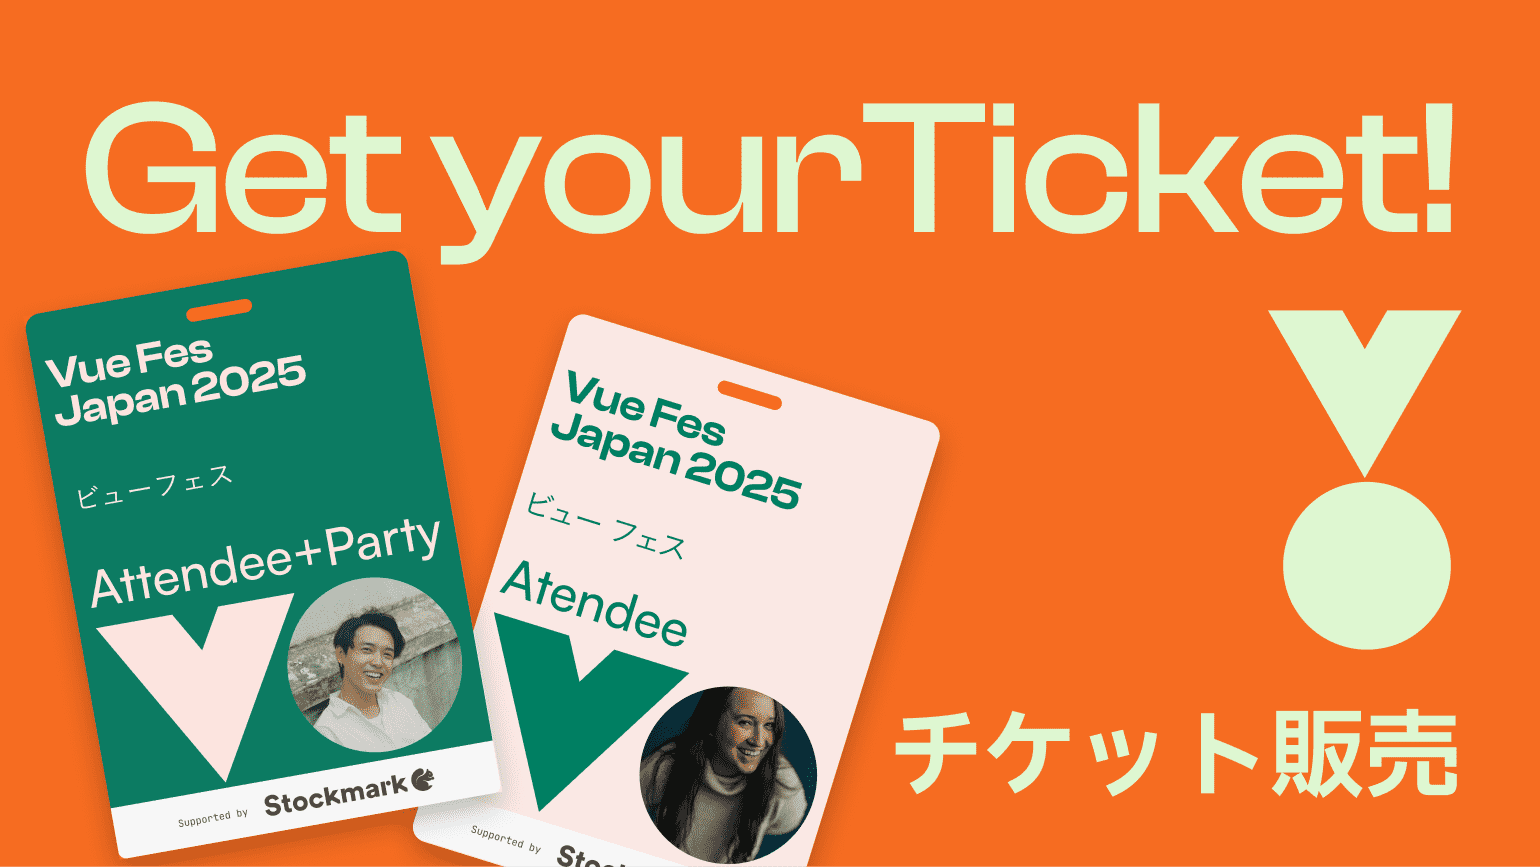 Get your Ticket!
Vue Fes
Japan 2025
ビューフェス
Attendee+Party
Supported by Stockmark
Vue Fes
Japan 2025
ビュー フェス
Atendee
Supported by Stockm
チケット販売